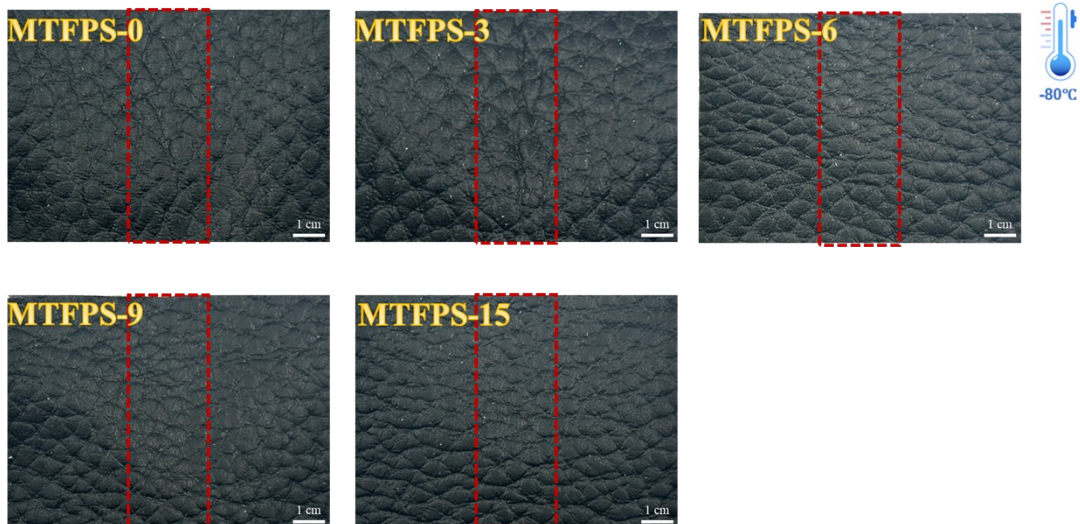 MTFPS-0
MTFPS-3
MTFPS-6
-80℃
1 cm
1 cm
1 cm
MTFPS-9
MTFPS-15
1 cm
1 cm